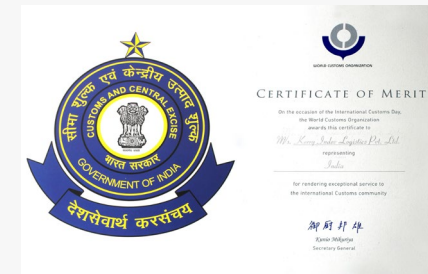 सीमा शुल्क एवं केन्द्रीय उत्पाद शुल्क
CUSTOMS AND CENTRAL EXCISE
भारत सरकार
GOVERNMENT OF INDIA
देशसेवार्थ करसंचय
WORLD CUSTOMS ORGANIZATION
CERTIFICATE OF MERIT
On the occasion of the International Customs Day,
the World Customs Organization
awards this certificate to
M/s. Logistics Pvt. Ltd.
representing
India
for rendering exceptional service to
the international Customs community
Kunio Mikuriya
Secretary General